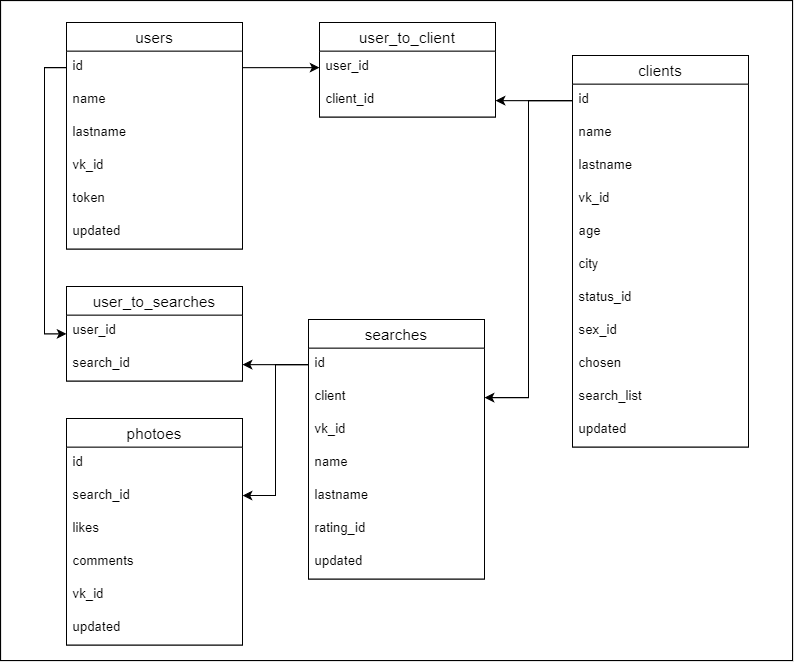 users
id
name
lastname
vk_id
token
updated
user_to_client
user_id
client_id
clients
id
name
lastname
vk_id
age
city
status_id
sex_id
chosen
search_list
updated
user_to_searches
user_id
search_id
searches
id
client
vk_id
name
lastname
rating_id
updated
photoes
id
search_id
likes
comments
vk_id
updated